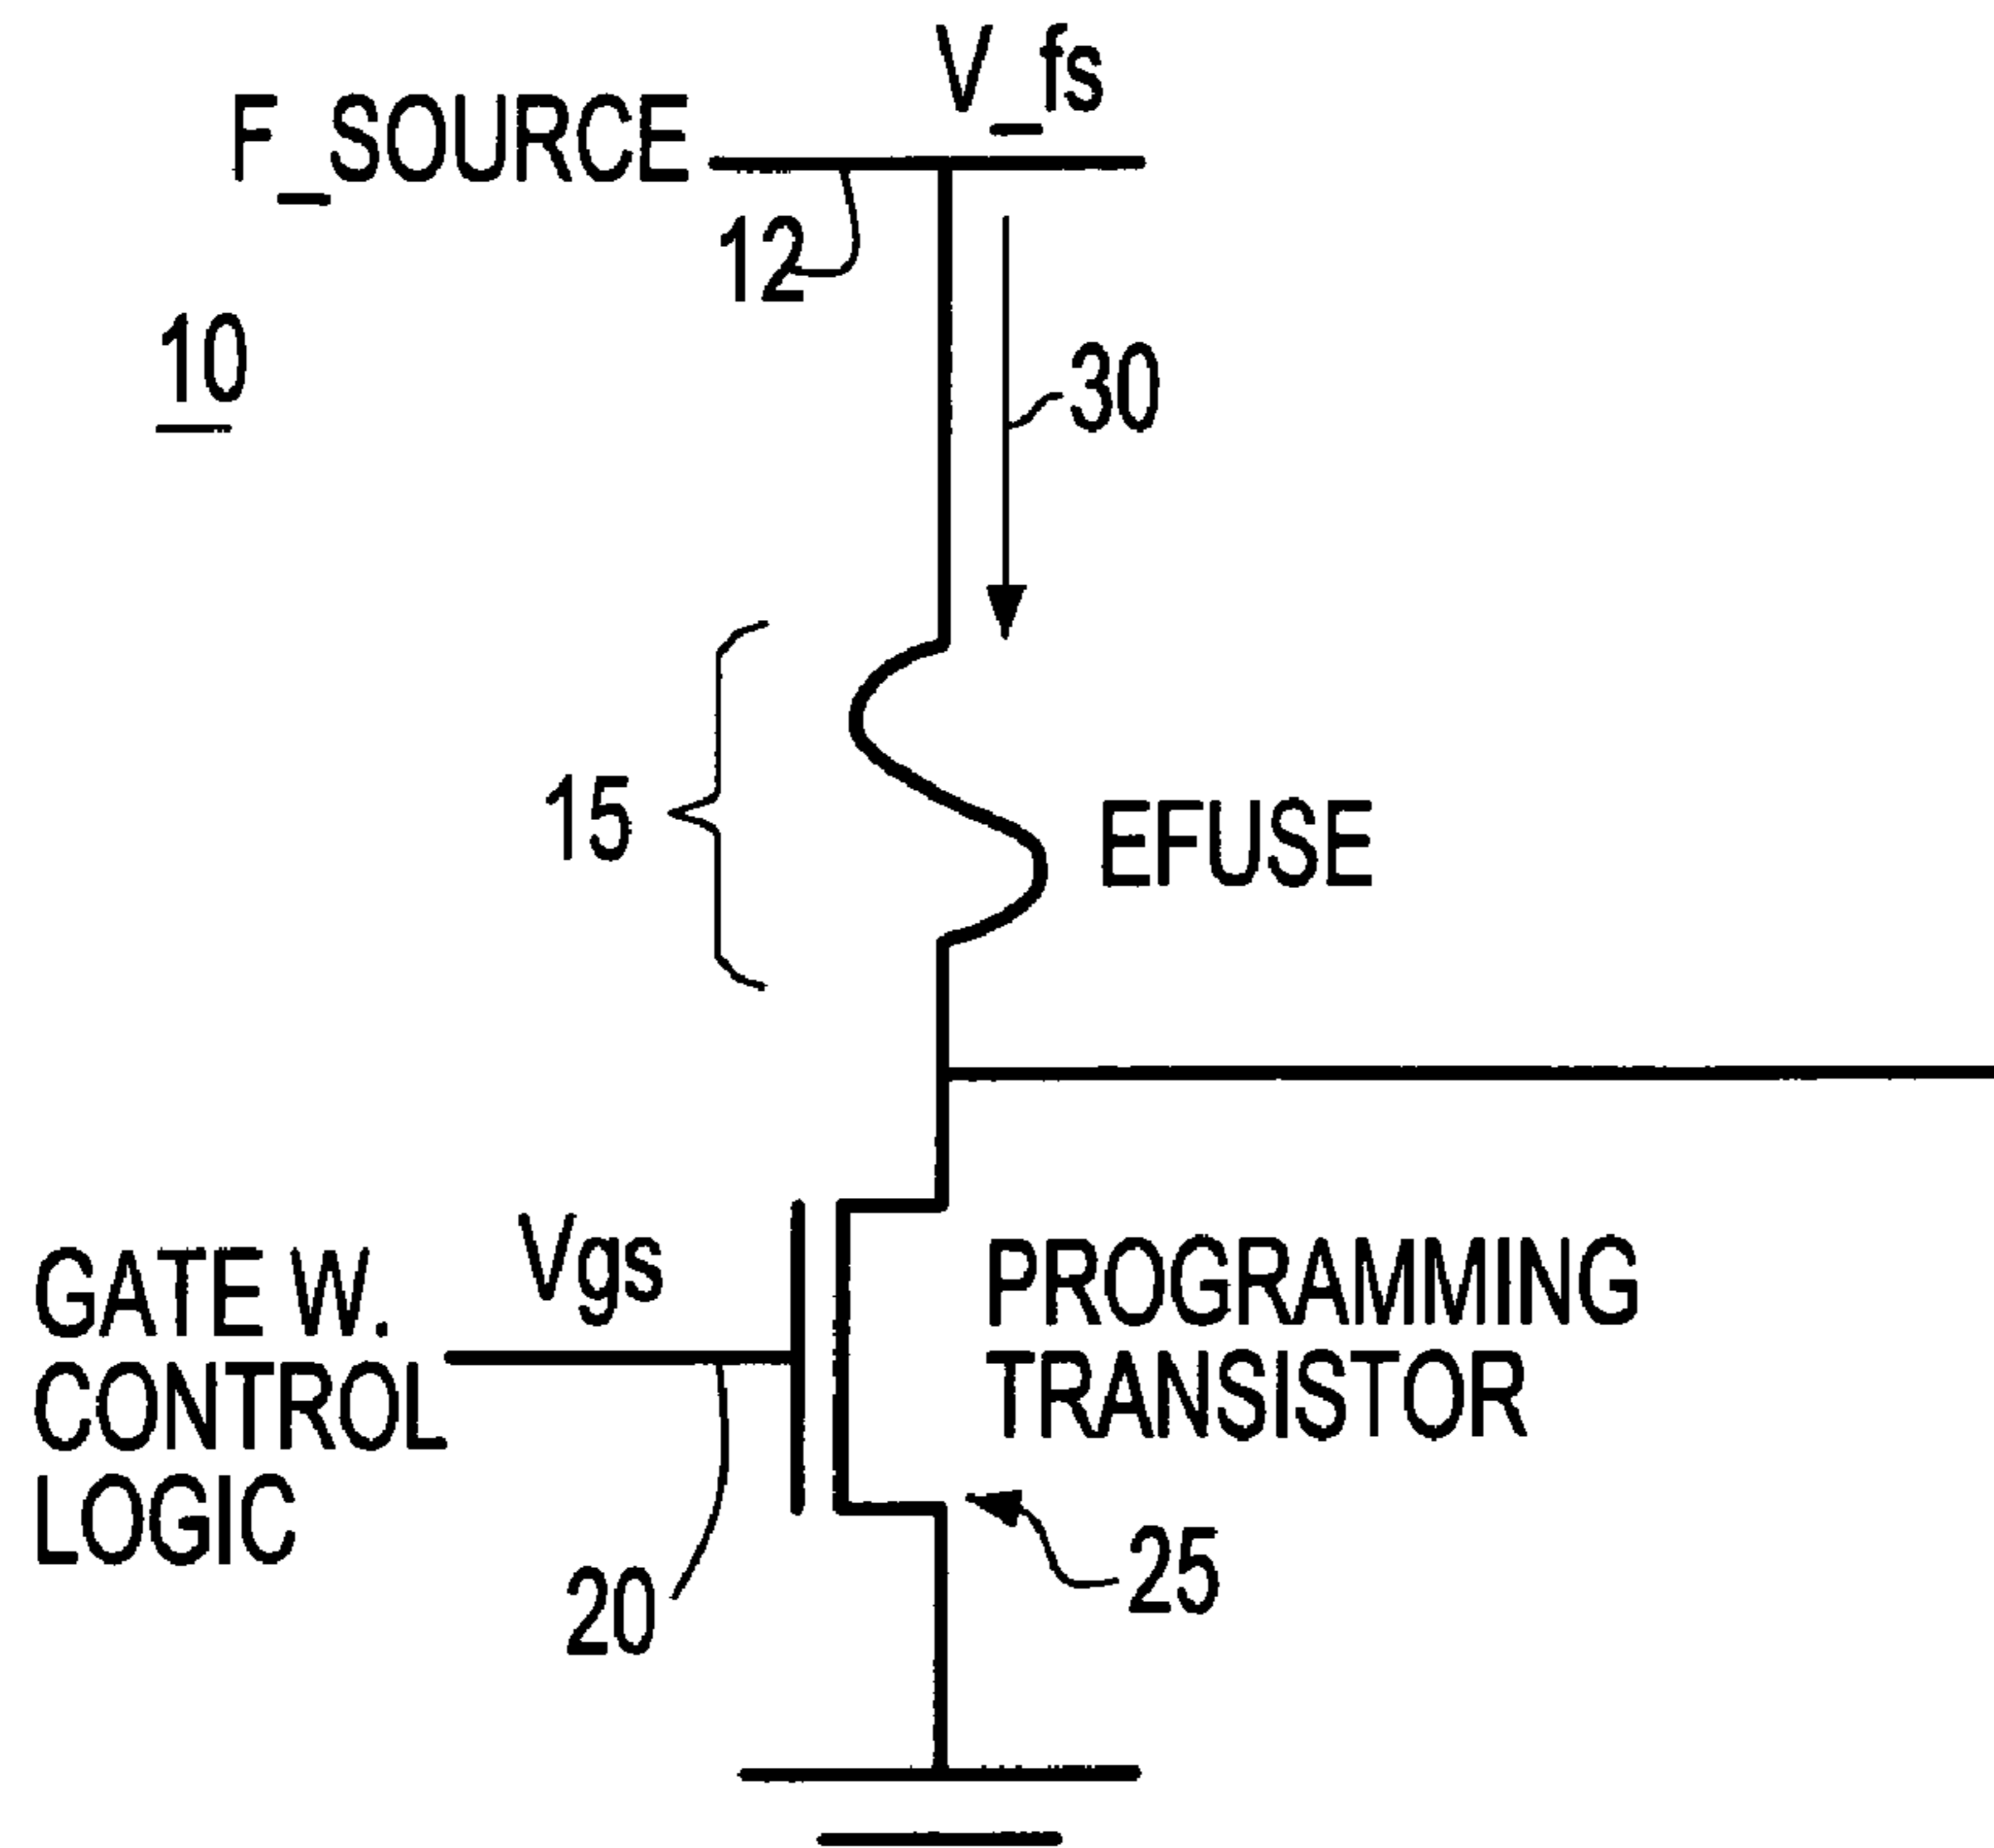 V_fs
F_SOURCE
12
10
30
15
EFUSE
Vgs
GATE W.
CONTROL
LOGIC
PROGRAMMING
TRANSISTOR
20
25